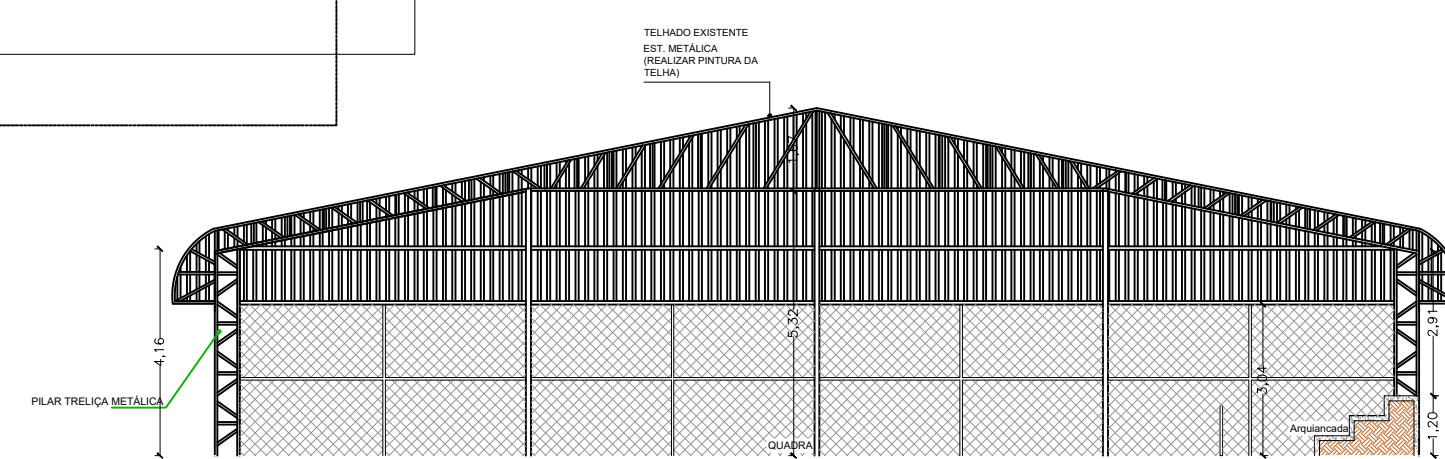 TELHADO EXISTENTE
EST. METÁLICA
(REALIZAR PINTURA DA
TELHA)
4,16
5,32
3,04
2,91
1,20
PILAR TRELIÇA METÁLICA
QUADRA
Arquiancada